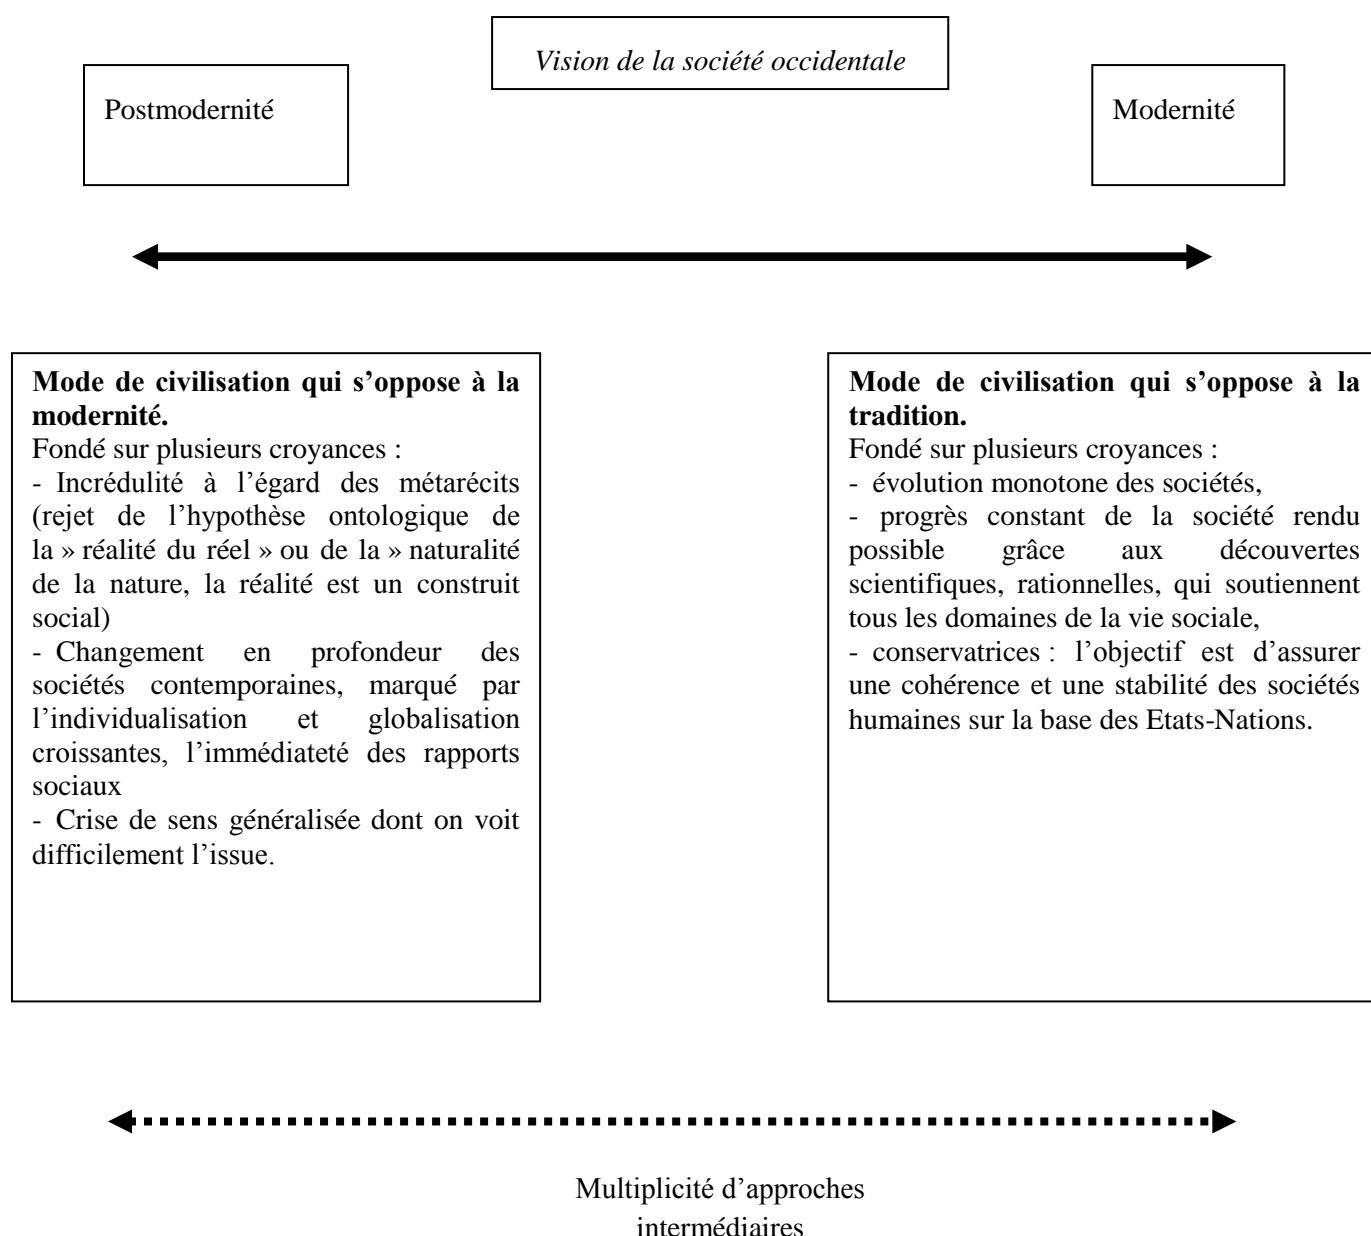 Vision de la société occidentale
Postmodernité
Modernité
Mode de civilisation qui s’oppose à la
modernité.
Fondé sur plusieurs croyances :
- Incrédulité à l’égard des métarécits
(rejet de l’hypothèse ontologique de
la » réalité du réel » ou de la » naturalité
de la nature, la réalité est un construit
social)
- Changement en profondeur des
sociétés contemporaines, marqué par
l’individualisation et globalisation
croissantes, l’immédiateté des rapports
sociaux
- Crise de sens généralisée dont on voit
difficilement l’issue.
Mode de civilisation qui s’oppose à la
tradition.
Fondé sur plusieurs croyances :
- évolution monotone des sociétés,
- progrès constant de la société rendu
possible grâce aux découvertes
scientifiques, rationnelles, qui soutiennent
tous les domaines de la vie sociale,
- conservatrices : l’objectif est d’assurer
une cohérence et une stabilité des sociétés
humaines sur la base des Etats-Nations.
Multiplicité d’approches
intermédiaires